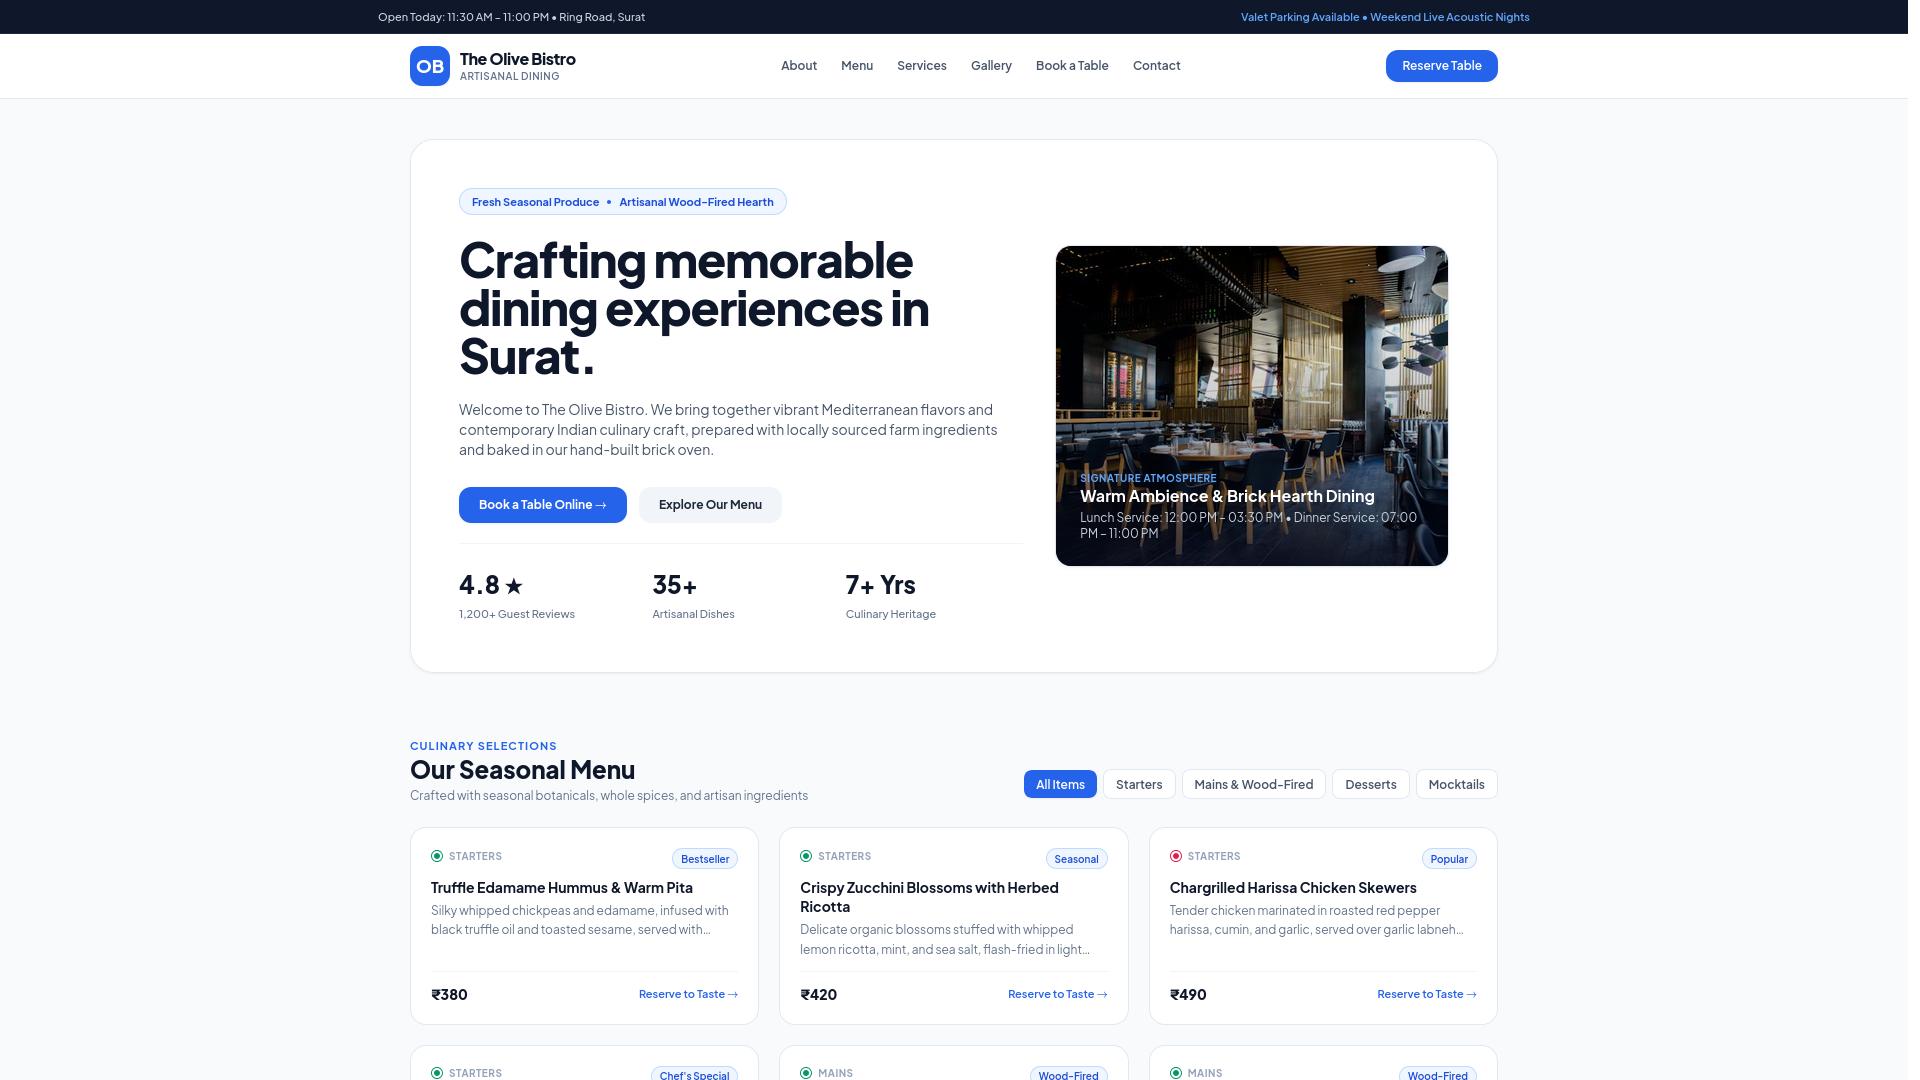 Open Today: 11:30 AM – 11:00 PM • Ring Road, Surat
Valet Parking Available • Weekend Live Acoustic Nights
OB
The Olive Bistro
ARTISANAL DINING
About
Menu
Services
Gallery
Book a Table
Contact
Reserve Table
Fresh Seasonal Produce • Artisanal Wood-Fired Hearth
Crafting memorable
dining experiences in
Surat.
Welcome to The Olive Bistro. We bring together vibrant Mediterranean flavors and
contemporary Indian culinary craft, prepared with locally sourced farm ingredients
and baked in our hand-built brick oven.
Book a Table Online →
Explore Our Menu
4.8 ★
1,200+ Guest Reviews
35+
Artisanal Dishes
7+ Yrs
Culinary Heritage
SIGNATURE ATMOSPHERE
Warm Ambience & Brick Hearth Dining
Lunch Service: 12:00 PM – 03:30 PM • Dinner Service: 07:00
PM – 11:00 PM
CULINARY SELECTIONS
Our Seasonal Menu
Crafted with seasonal botanicals, whole spices, and artisan ingredients
All Items
Starters
Mains & Wood-Fired
Desserts
Mocktails
STARTERS
Bestseller
Truffle Edamame Hummus & Warm Pita
Silky whipped chickpeas and edamame, infused with
black truffle oil and toasted sesame, served with...
₹380
Reserve to Taste →
STARTERS
Seasonal
Crispy Zucchini Blossoms with Herbed
Ricotta
Delicate organic blossoms stuffed with whipped
lemon ricotta, mint, and sea salt, flash-fried in light...
₹420
Reserve to Taste →
STARTERS
Popular
Chargrilled Harissa Chicken Skewers
Tender chicken marinated in roasted red pepper
harissa, cumin, and garlic, served over garlic labneh...
₹490
Reserve to Taste →
STARTERS
Chef's Special
MAINS
Wood-Fired
MAINS
Wood-Fired